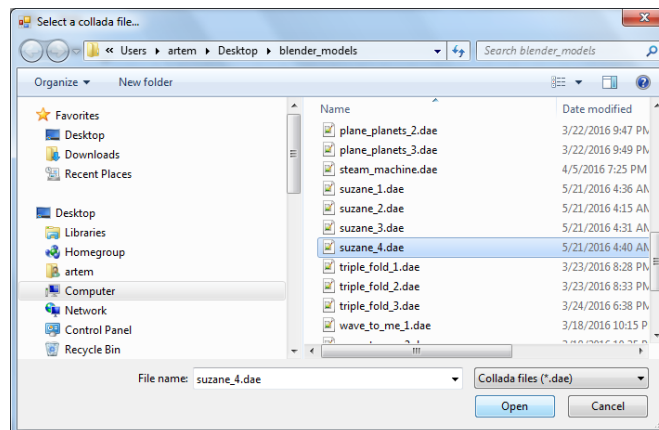 Select a collada file...
« Users ▸ artem ▸ Desktop ▸ blender_models
Search blender_models
Organize
New folder
Favorites
Desktop
Downloads
Recent Places
Desktop
Libraries
Homegroup
artem
Computer
Network
Control Panel
Recycle Bin
Name Date modified
plane_planets_2.dae 3/22/2016 9:47 PM
plane_planets_3.dae 3/22/2016 9:49 PM
steam_machine.dae 4/5/2016 7:25 PM
suzane_1.dae 5/21/2016 4:36 AM
suzane_2.dae 5/21/2016 4:15 AM
suzane_3.dae 5/21/2016 4:31 AM
suzane_4.dae 5/21/2016 4:40 AM
triple_fold_1.dae 3/23/2016 8:28 PM
triple_fold_2.dae 3/23/2016 8:33 PM
triple_fold_3.dae 3/24/2016 6:38 PM
wave_to_me_1.dae 3/18/2016 10:15 P
File name: suzane_4.dae
Collada files (*.dae)
Open
Cancel